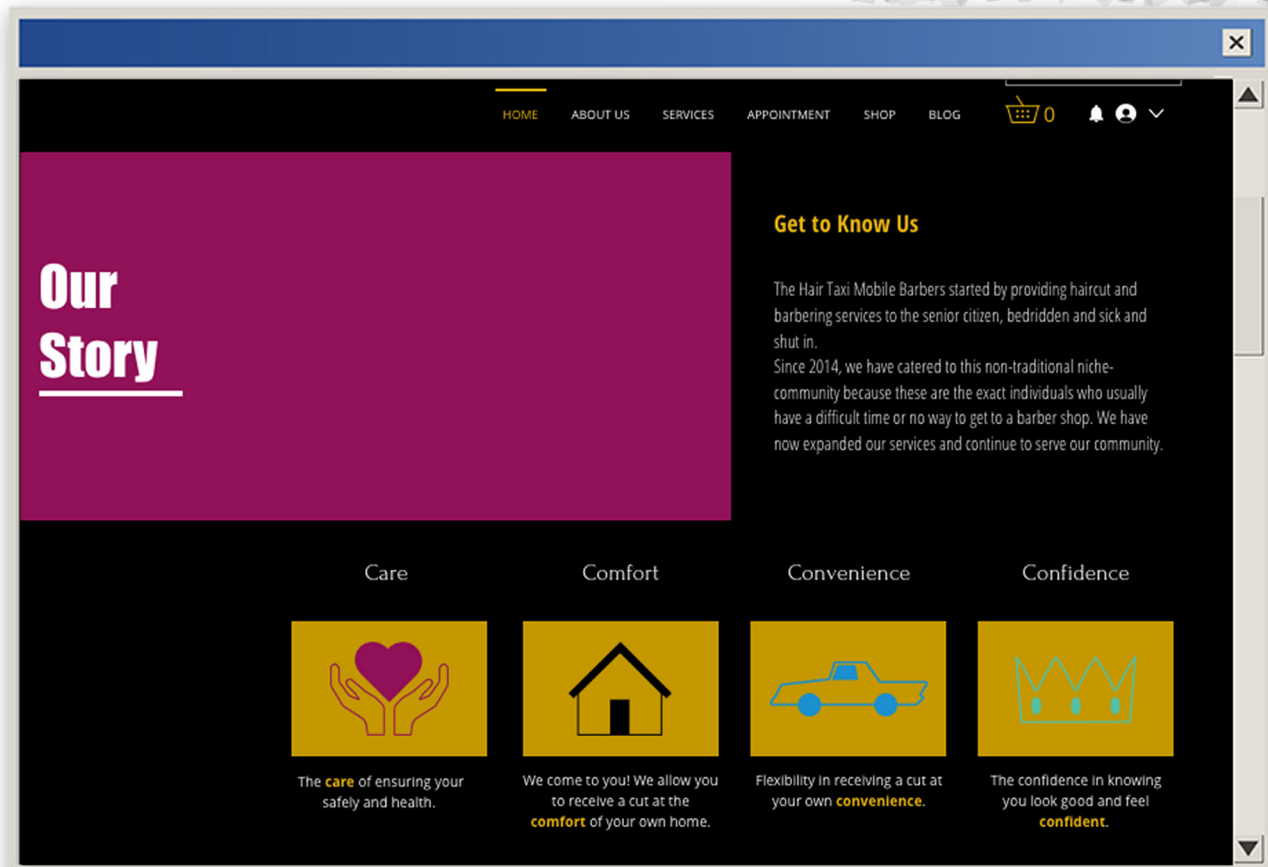 HOME ABOUT US SERVICES APPOINTMENT SHOP BLOG 0
Our
Story
Get to Know Us
The Hair Taxi Mobile Barbers started by providing haircut and
barbering services to the senior citizen, bedridden and sick and
shut in.
Since 2014, we have catered to this non-traditional niche-
community because these are the exact individuals who usually
have a difficult time or no way to get to a barber shop. We have
now expanded our services and continue to serve our community.
Care
The care of ensuring your
safely and health.
Comfort
We come to you! We allow you
to receive a cut at the
comfort of your own home.
Convenience
Flexibility in receiving a cut at
your own convenience.
Confidence
The confidence in knowing
you look good and feel
confident.